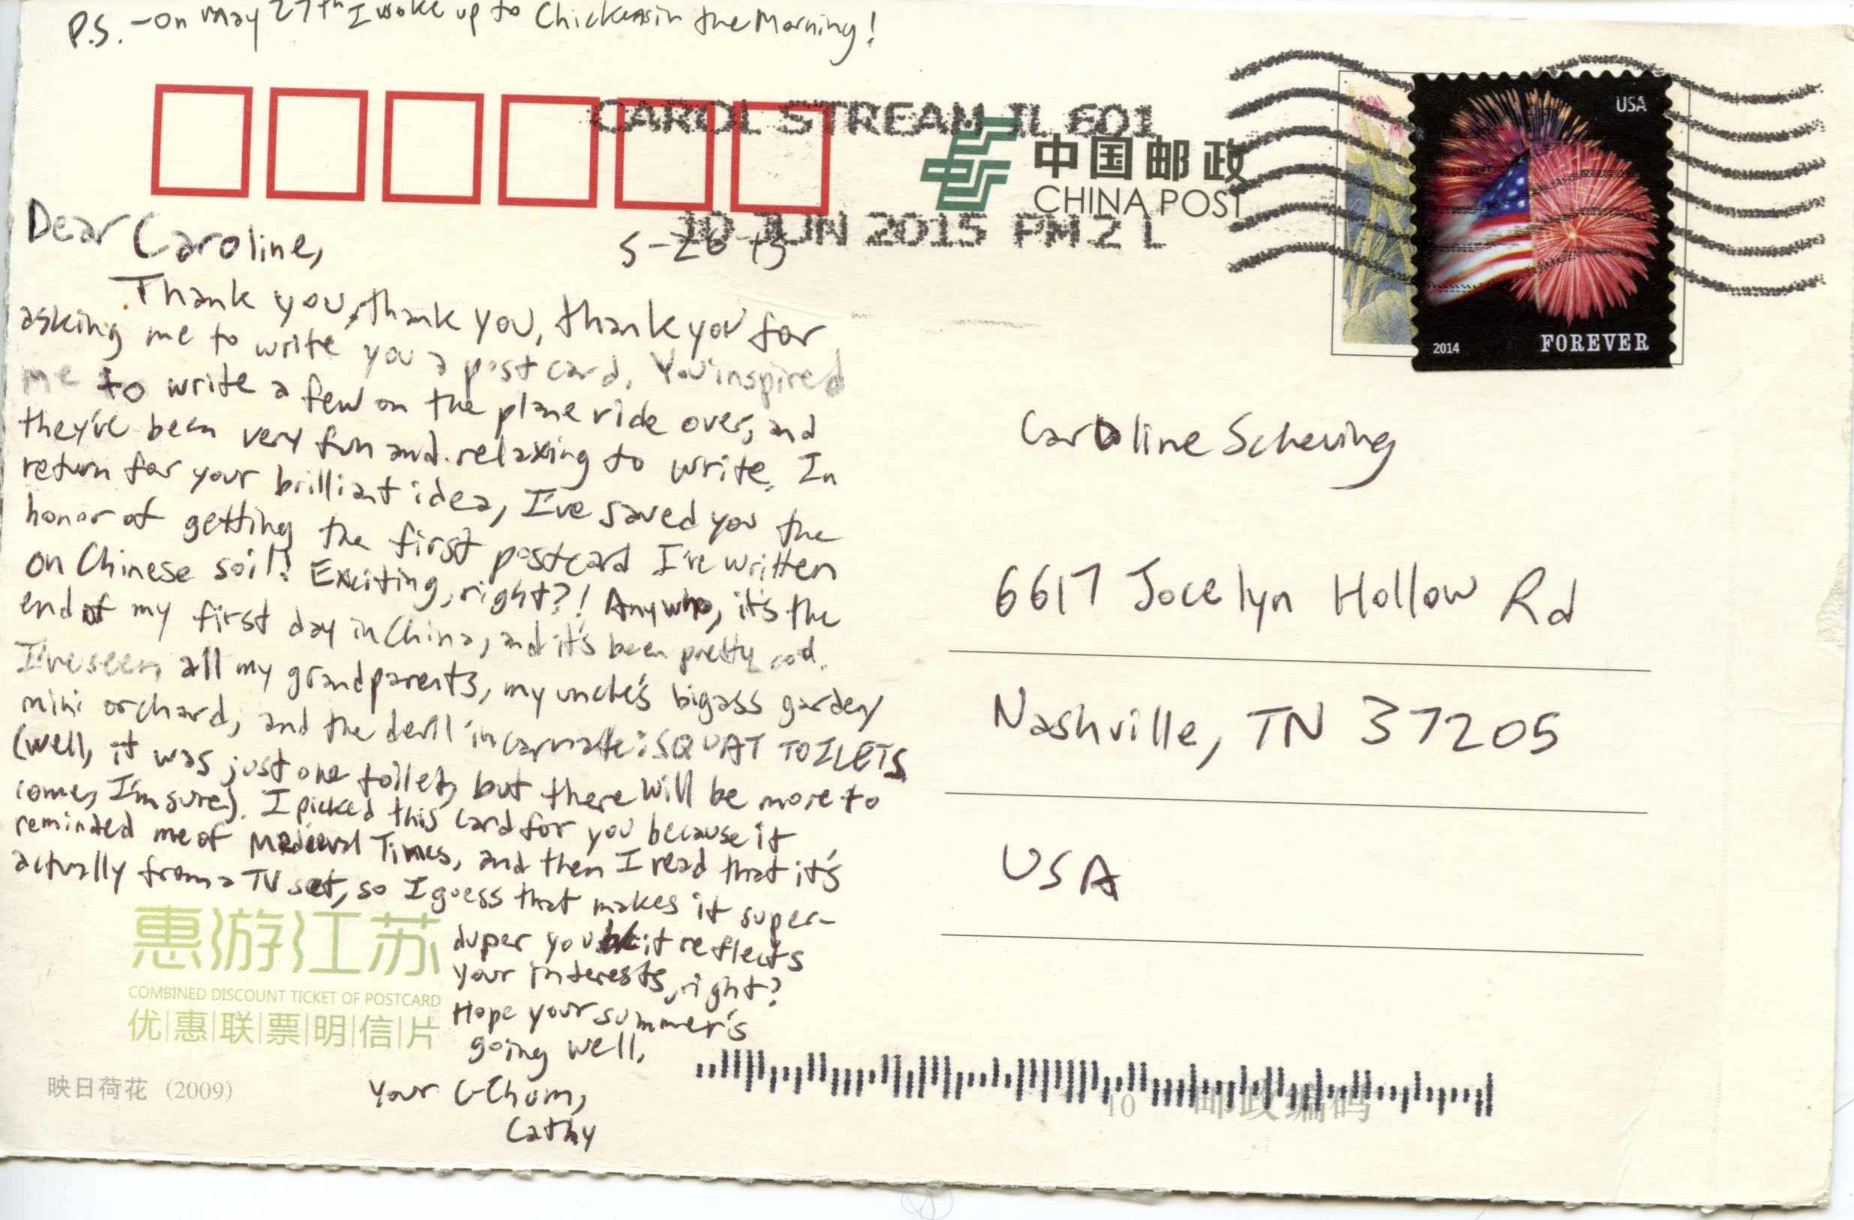 P.S. - On May 27th I woke up to Chickens in the Morning!
CAROL STREAM IL 601
中国邮政
CHINA POST
10 JUN 2015 PM 2 L
USA
2014
FOREVER
Dear Caroline,
5-26-15
Thank you, thank you, thank you for
asking me to write you a postcard. You inspired
me to write a few on the plane ride over, and
they've been very fun and relaxing to write. In
return for your brilliant idea, I've saved you the
honor of getting the first postcard I've written
on Chinese soil! Exciting, right?! Anywho, it's the
end of my first day in China, and it's been pretty cool.
I've seen all my grandparents, my uncle's bigass garden/
mini orchard, and the devil incarnate: SQUAT TOILETS
(well, it was just one toilet, but there will be more to
come, I'm sure). I picked this card for you because it
reminded me of Medieval Times, and then I read that it's
actually from a TV set, so I guess that makes it super-
duper you bc it reflects
your interests, right?
Hope your summer's
going well,
Your C-Chum,
Cathy
Caroline
6617 Jocelyn Hollow Rd
Nashville, TN 37205
USA
惠游江苏
COMBINED DISCOUNT TICKET OF POSTCARD
优|惠|联|票|明|信|片
映日荷花 (2009)
10
邮政编码